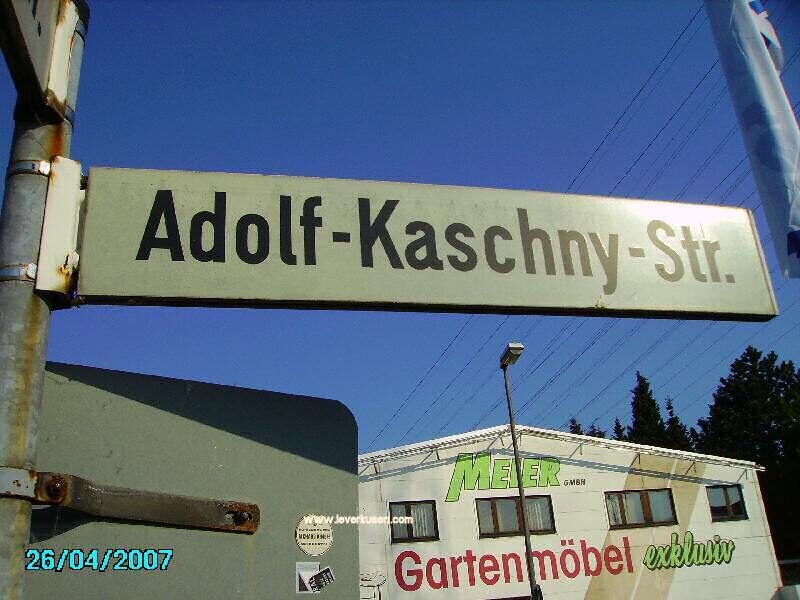 Adolf-Kaschny-Str.
MEIER GMBH
www.leverkusen.com
Gartenmöbel exklusiv
26/04/2007